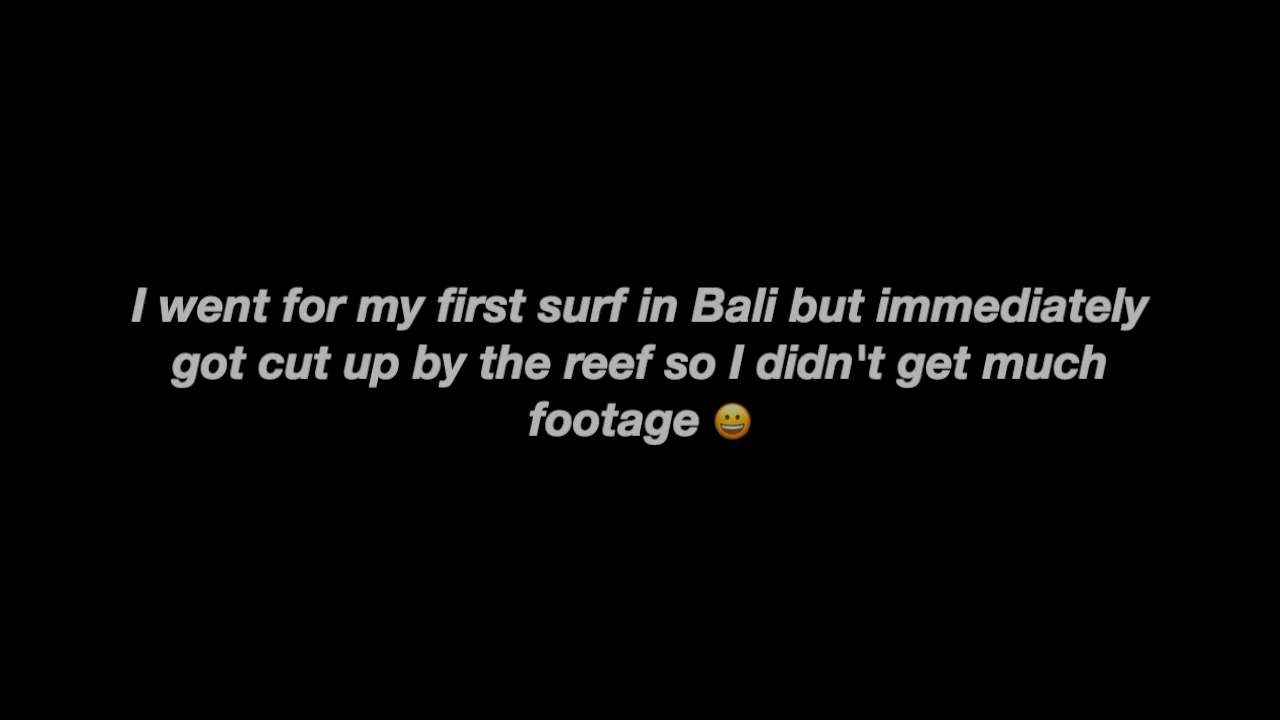 I went for my first surf in Bali but immediately
got cut up by the reef so I didn't get much
footage 😀